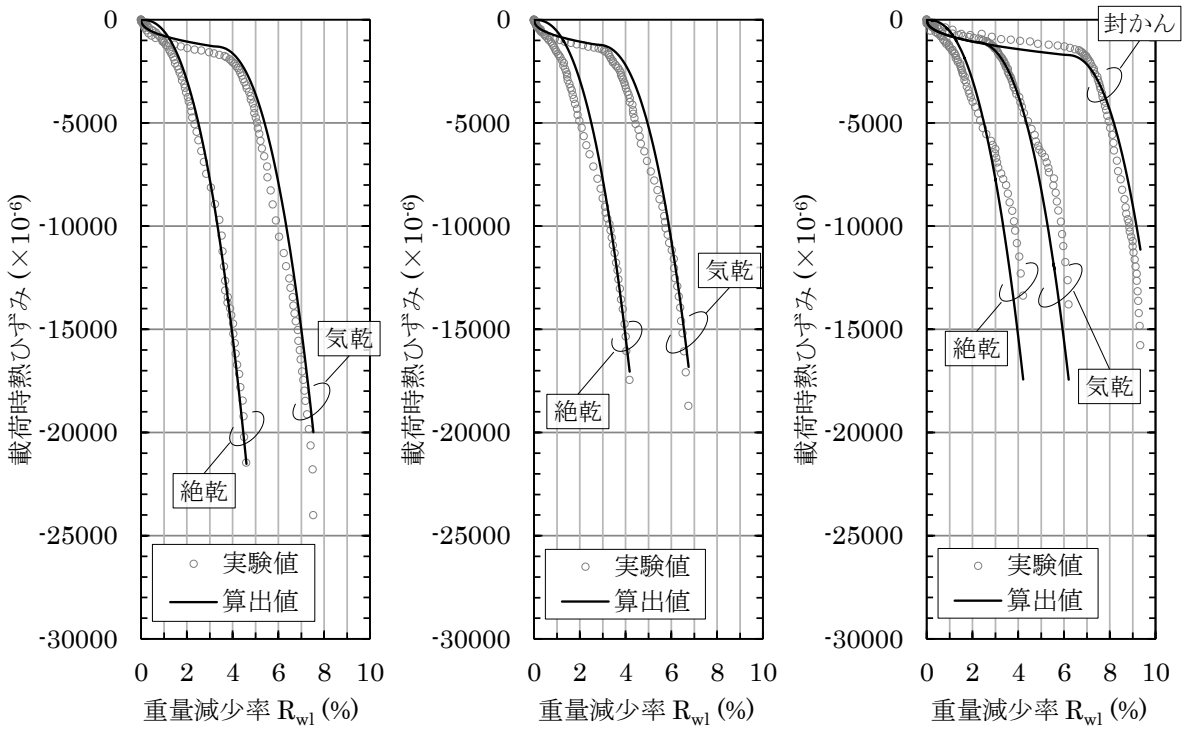 載荷時熱ひずみ (×10⁻⁶)
0
-5000
-10000
-15000
-20000
-25000
-30000
気乾
絶乾
実験値
算出値
0 2 4 6 8 10
重量減少率 R_wl (%)
載荷時熱ひずみ (×10⁻⁶)
0
-5000
-10000
-15000
-20000
-25000
-30000
気乾
絶乾
実験値
算出値
0 2 4 6 8 10
重量減少率 R_wl (%)
載荷時熱ひずみ (×10⁻⁶)
0
-5000
-10000
-15000
-20000
-25000
-30000
封かん
絶乾
気乾
実験値
算出値
0 2 4 6 8 10
重量減少率 R_wl (%)